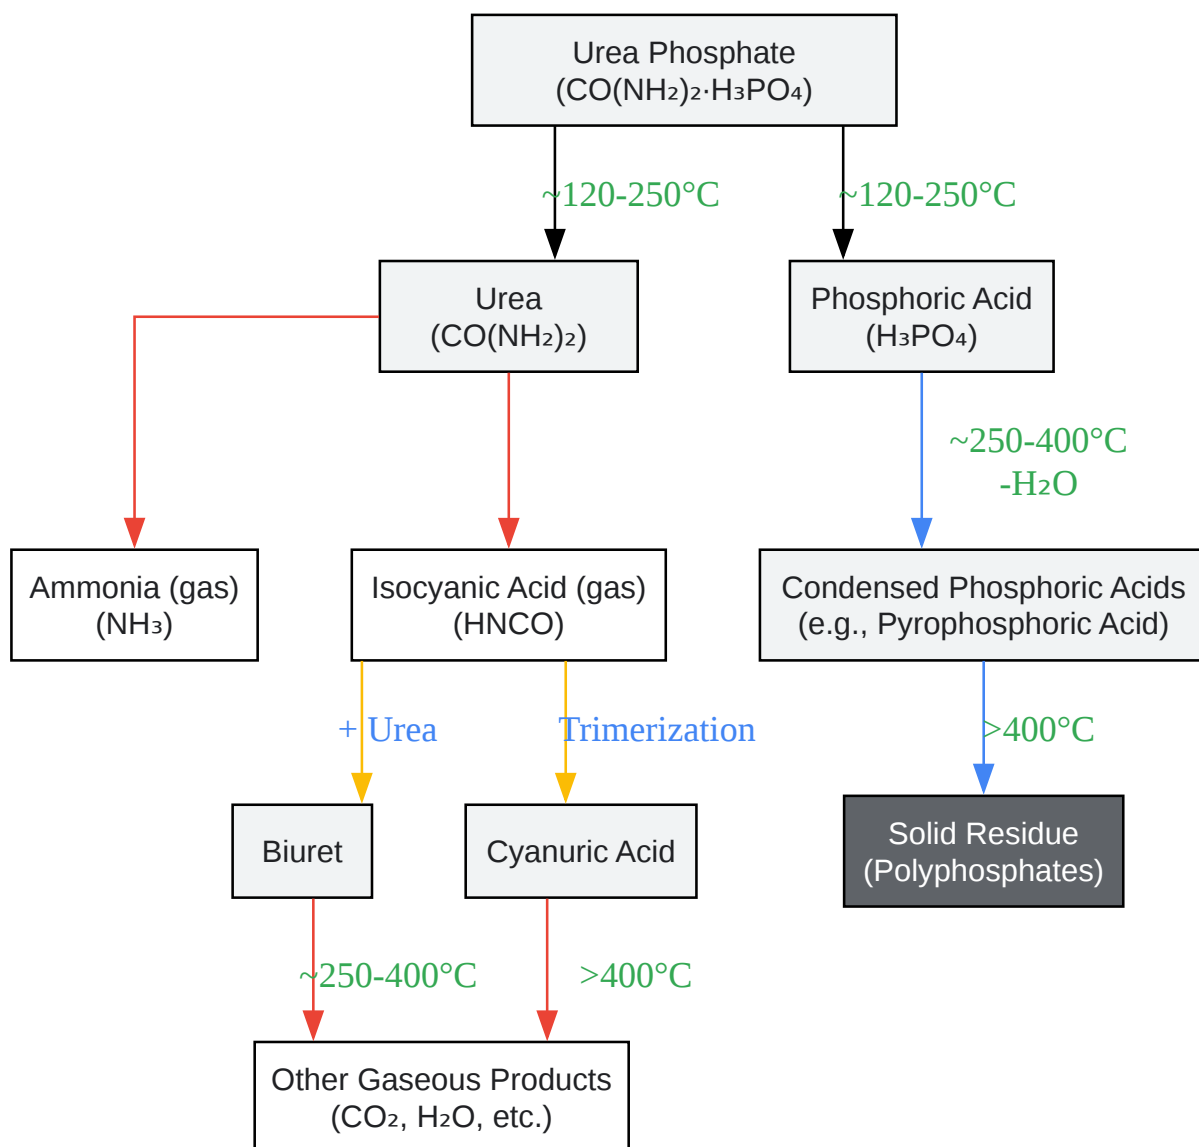 Urea Phosphate
(CO(NH₂)₂·H₃PO₄)
~120-250°C
~120-250°C
Urea
(CO(NH₂)₂)
Phosphoric Acid
(H₃PO₄)
~250-400°C
-H₂O
Ammonia (gas)
(NH₃)
Isocyanic Acid (gas)
(HNCO)
Condensed Phosphoric Acids
(e.g., Pyrophosphoric Acid)
+ Urea
Trimerization
>400°C
Biuret
Cyanuric Acid
Solid Residue
(Polyphosphates)
~250-400°C
>400°C
Other Gaseous Products
(CO₂, H₂O, etc.)